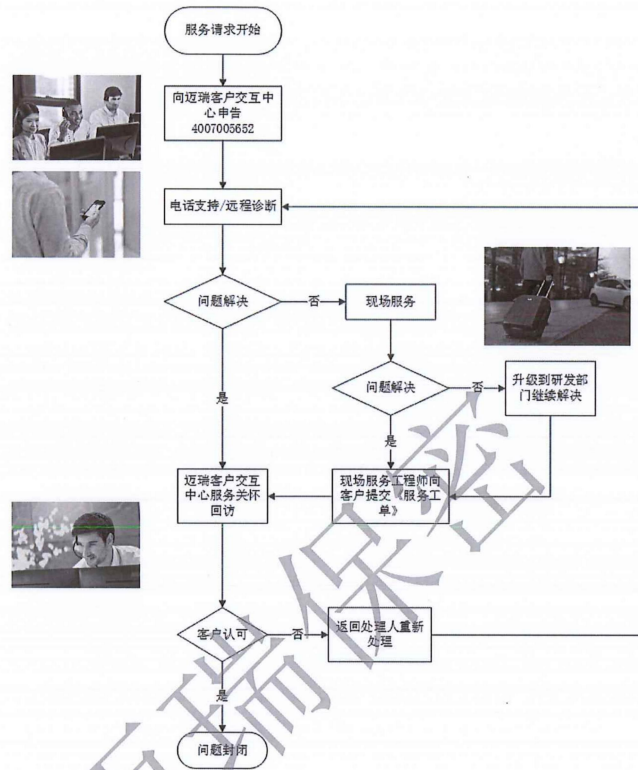 服务请求开始
向迈瑞客户交互中
心申告
4007005652
电话支持/远程诊断
问题解决
否
现场服务
问题解决
否
升级到研发部
门继续解决
是
是
迈瑞客户交互
中心服务关怀
回访
现场服务工程师向
客户提交《服务工
单》
客户认可
否
返回处理人重新
处理
是
问题封闭
迈瑞保密